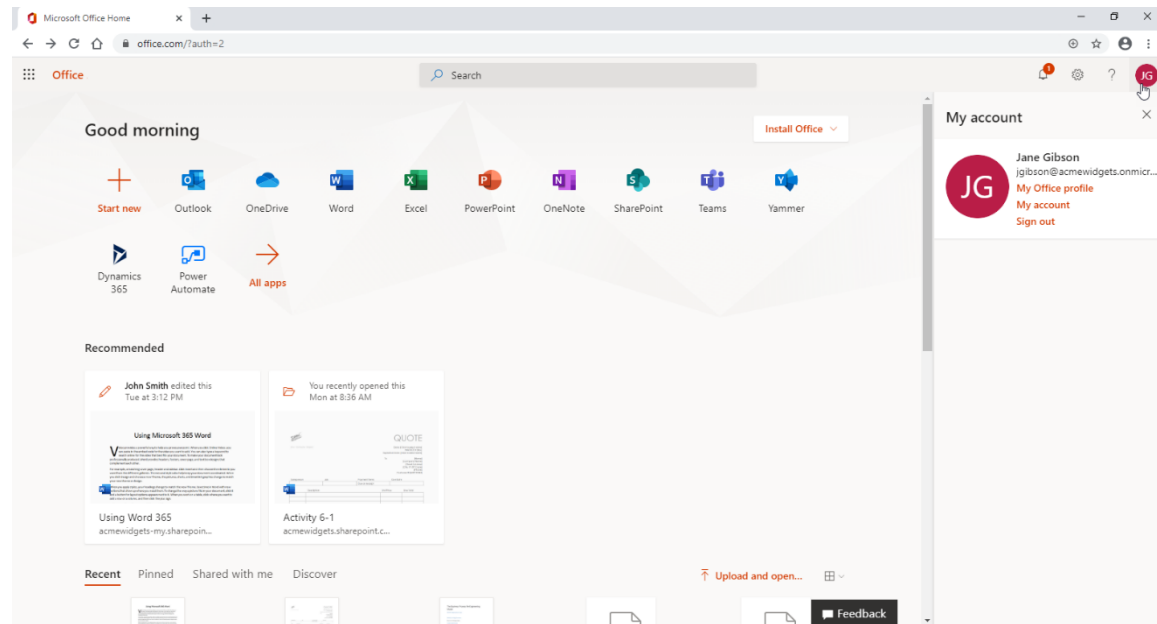 Microsoft Office Home
office.com/?auth=2
Office
Search
1
JG
Good morning
Install Office
Start new
Outlook
OneDrive
Word
Excel
PowerPoint
OneNote
SharePoint
Teams
Yammer
Dynamics
365
Power
Automate
All apps
My account
JG
Jane Gibson
jgibson@acmewidgets.onmicr...
My Office profile
My account
Sign out
Recommended
John Smith edited this
Tue at 3:12 PM
Using Microsoft 365 Word
Using Word 365
acmewidgets-my.sharepoin...
You recently opened this
Mon at 8:36 AM
QUOTE
Activity 6-1
acmewidgets.sharepoint.c...
Recent Pinned Shared with me Discover
Upload and open...
Feedback